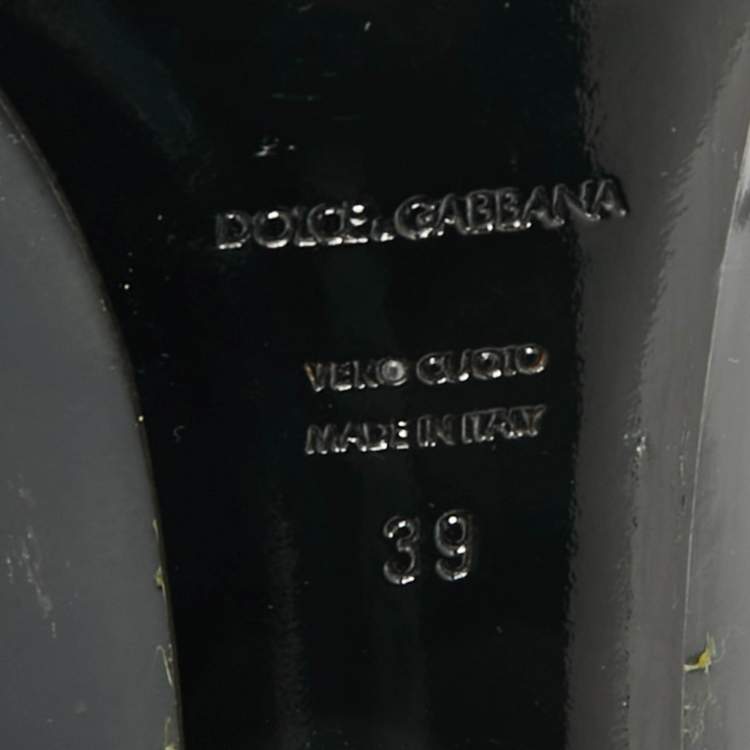 DOLCE & GABBANA
VERO CUOIO
MADE IN ITALY
39